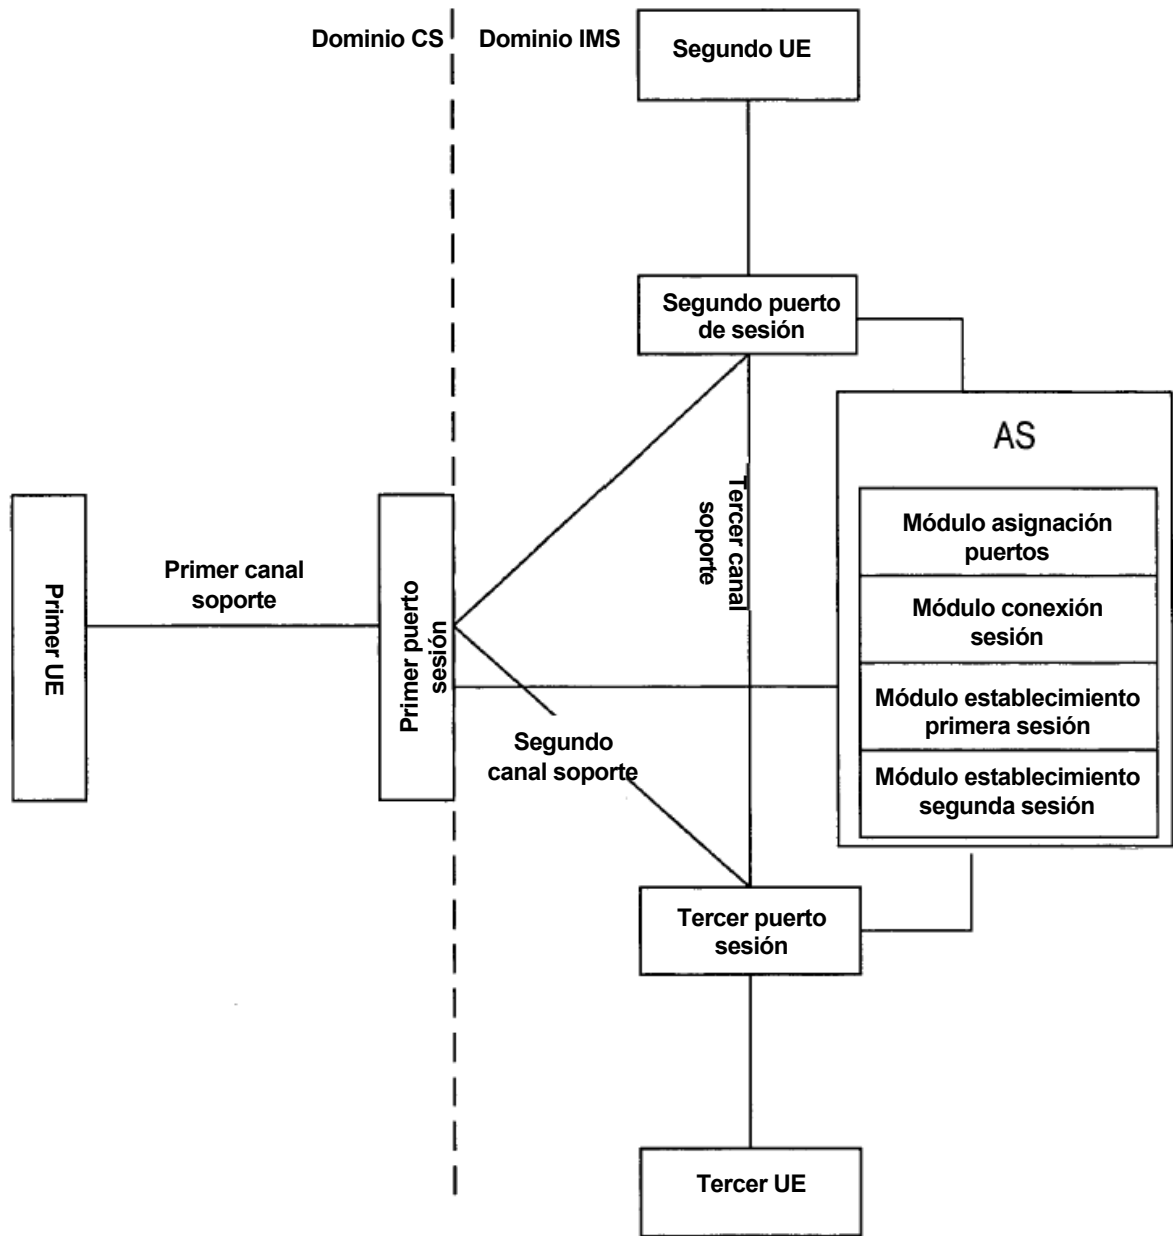 Dominio CS
Dominio IMS
Segundo UE
Segundo puerto
de sesión
AS
Módulo asignación
puertos
Módulo conexión
sesión
Módulo establecimiento
primera sesión
Módulo establecimiento
segunda sesión
Tercer canal
soporte
Primer UE
Primer canal
soporte
Primer puerto
sesión
Segundo
canal soporte
Tercer puerto
sesión
Tercer UE